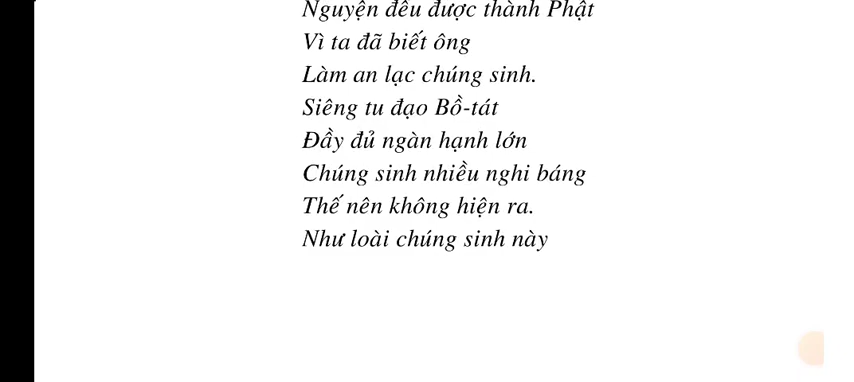 Nguyện đều được thành Phật
Vì ta đã biết ông
Làm an lạc chúng sinh.
Siêng tu đạo Bồ-tát
Đầy đủ ngàn hạnh lớn
Chúng sinh nhiều nghi báng
Thế nên không hiện ra.
Như loài chúng sinh này